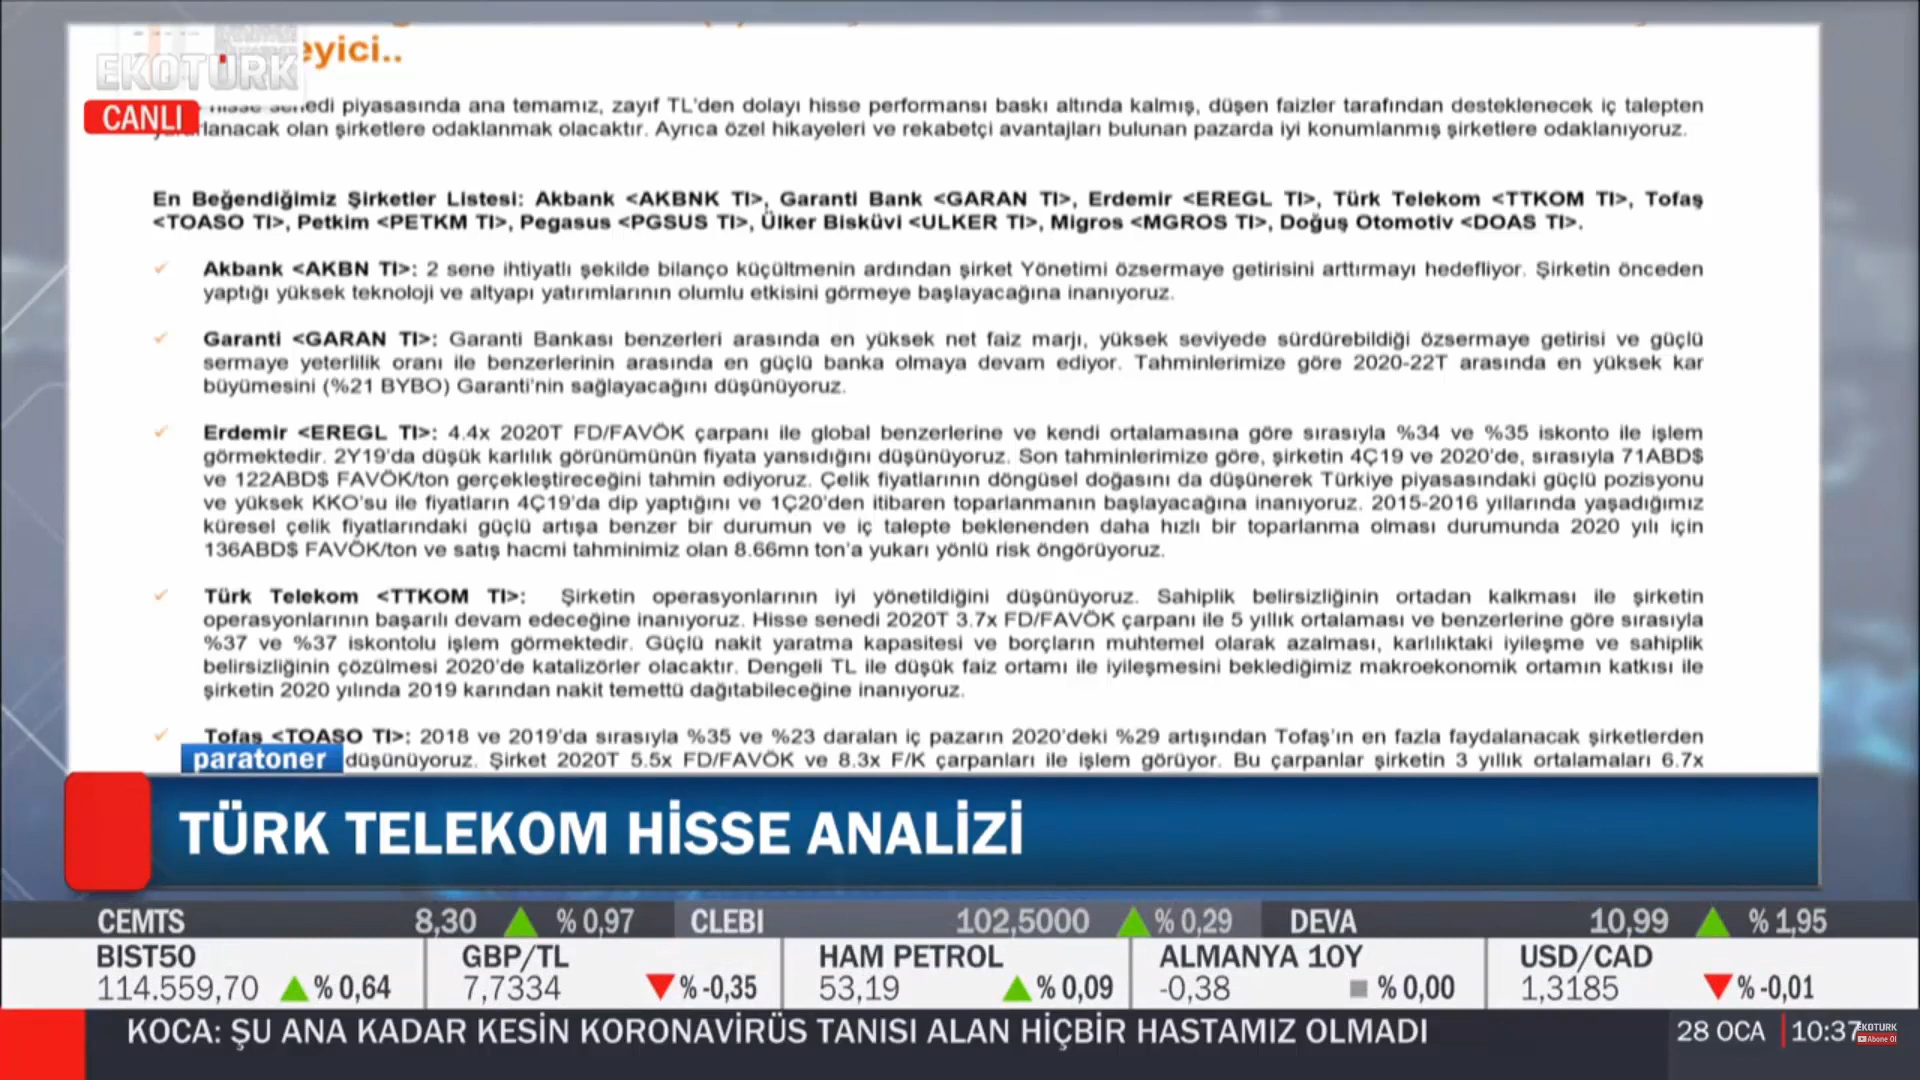 eyici..
EKOTÜRK
CANLI
hisse senedi piyasasında ana temamız, zayıf TL'den dolayı hisse performansı baskı altında kalmış, düşen faizler tarafından desteklenecek iç talepten
lanacak olan şirketlere odaklanmak olacaktır. Ayrıca özel hikayeleri ve rekabetçi avantajları bulunan pazarda iyi konumlanmış şirketlere odaklanıyoruz.
En Beğendiğimiz Şirketler Listesi: Akbank <AKBNK TI>, Garanti Bank <GARAN TI>, Erdemir <EREGL TI>, Türk Telekom <TTKOM TI>, Tofaş
<TOASO TI>, Petkim <PETKM TI>, Pegasus <PGSUS TI>, Ülker Bisküvi <ULKER TI>, Migros <MGROS TI>, Doğuş Otomotiv <DOAS TI>.
Akbank <AKBN TI>: 2 sene ihtiyatlı şekilde bilanço küçültmenin ardından şirket Yönetimi özsermaye getirisini arttırmayı hedefliyor. Şirketin önceden
yaptığı yüksek teknoloji ve altyapı yatırımlarının olumlu etkisini görmeye başlayacağına inanıyoruz.
Garanti <GARAN TI>: Garanti Bankası benzerleri arasında en yüksek net faiz marjı, yüksek seviyede sürdürebildiği özsermaye getirisi ve güçlü
sermaye yeterlilik oranı ile benzerlerinin arasında en güçlü banka olmaya devam ediyor. Tahminlerimize göre 2020-22T arasında en yüksek kar
büyümesini (%21 BYBO) Garanti'nin sağlayacağını düşünüyoruz.
Erdemir <EREGL TI>: 4.4x 2020T FD/FAVÖK çarpanı ile global benzerlerine ve kendi ortalamasına göre sırasıyla %34 ve %35 iskonto ile işlem
görmektedir. 2Y19'da düşük karlılık görünümünün fiyata yansıdığını düşünüyoruz. Son tahminlerimize göre, şirketin 4Ç19 ve 2020'de, sırasıyla 71ABD$
ve 122ABD$ FAVÖK/ton gerçekleştireceğini tahmin ediyoruz. Çelik fiyatlarının döngüsel doğasını da düşünerek Türkiye piyasasındaki güçlü pozisyonu
ve yüksek KKO'su ile fiyatların 4Ç19'da dip yaptığını ve 1Ç20'den itibaren toparlanmanın başlayacağına inanıyoruz. 2015-2016 yıllarında yaşadığımız
küresel çelik fiyatlarındaki güçlü artışa benzer bir durumun ve iç talepte beklenenden daha hızlı bir toparlanma olması durumunda 2020 yılı için
136ABD$ FAVÖK/ton ve satış hacmi tahminimiz olan 8.66mn ton'a yukarı yönlü risk öngörüyoruz.
Türk Telekom <TTKOM TI>: Şirketin operasyonlarının iyi yönetildiğini düşünüyoruz. Sahiplik belirsizliğinin ortadan kalkması ile şirketin
operasyonlarının başarılı devam edeceğine inanıyoruz. Hisse senedi 2020T 3.7x FD/FAVÖK çarpanı ile 5 yıllık ortalaması ve benzerlerine göre sırasıyla
%37 ve %37 iskontolu işlem görmektedir. Güçlü nakit yaratma kapasitesi ve borçların muhtemel olarak azalması, karlılıktaki iyileşme ve sahiplik
belirsizliğinin çözülmesi 2020'de katalizörler olacaktır. Dengeli TL ile düşük faiz ortamı ile iyileşmesini beklediğimiz makroekonomik ortamın katkısı ile
şirketin 2020 yılında 2019 karından nakit temettü dağıtabileceğine inanıyoruz.
Tofaş <TOASO TI>: 2018 ve 2019'da sırasıyla %35 ve %23 daralan iç pazarın 2020'deki %29 artışından Tofaş'ın en fazla faydalanacak şirketlerden
paratoner düşünüyoruz. Şirket 2020T 5.5x FD/FAVÖK ve 8.3x F/K çarpanları ile işlem görüyor. Bu çarpanlar şirketin 3 yıllık ortalamaları 6.7x
TÜRK TELEKOM HİSSE ANALİZİ
CEMTS 8,30 % 0,97 CLEBI 102,5000 % 0,29 DEVA 10,99 % 1,95
BIST50 GBP/TL HAM PETROL ALMANYA 10Y USD/CAD
114.559,70 % 0,64 7,7334 % -0,35 53,19 % 0,09 -0,38 % 0,00 1,3185 % -0,01
KOCA: ŞU ANA KADAR KESİN KORONAVİRÜS TANISI ALAN HİÇBİR HASTAMIZ OLMADI
28 OCA 10:37
EKOTURK
Abone Ol